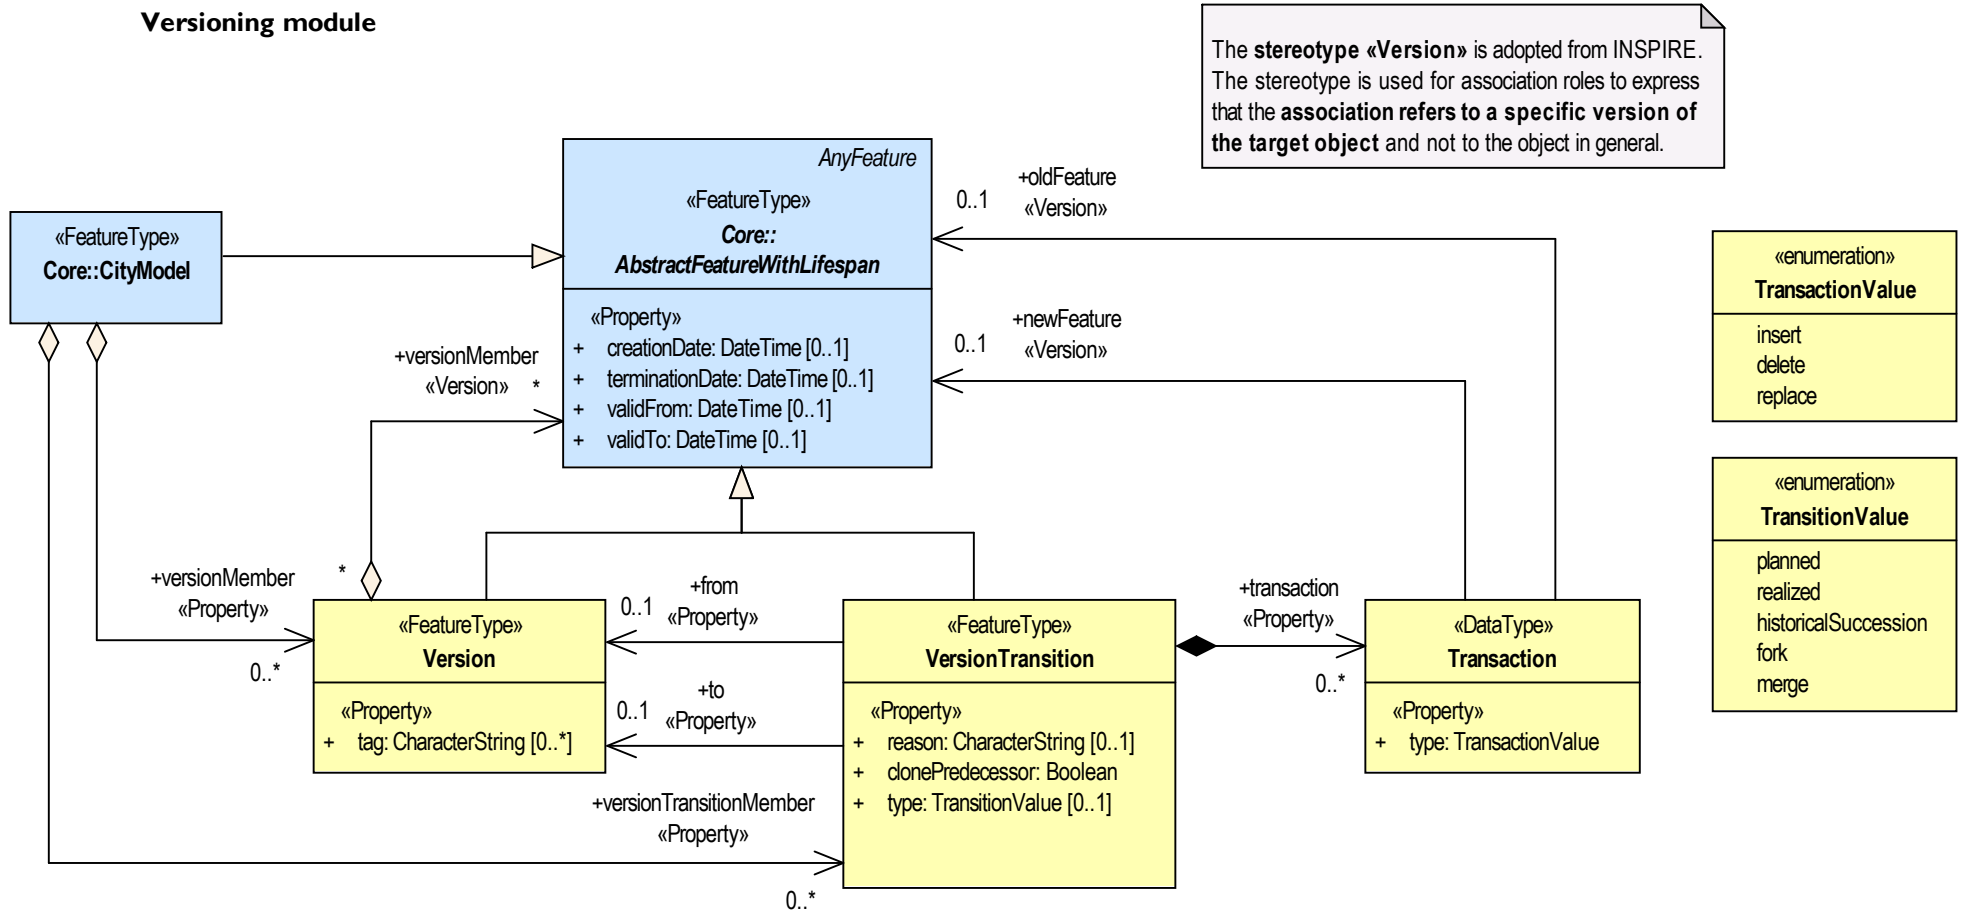 Versioning module
The stereotype «Version» is adopted from INSPIRE.
The stereotype is used for association roles to express
that the association refers to a specific version of
the target object and not to the object in general.
AnyFeature
«FeatureType»
Core::
AbstractFeatureWithLifespan
«Property»
+ creationDate: DateTime [0..1]
+ terminationDate: DateTime [0..1]
+ validFrom: DateTime [0..1]
+ validTo: DateTime [0..1]
«FeatureType»
Core::CityModel
+oldFeature
0..1
«Version»
+newFeature
0..1
«Version»
+versionMember
«Version»
*
*
«enumeration»
TransactionValue
insert
delete
replace
«enumeration»
TransitionValue
planned
realized
historicalSuccession
fork
merge
+versionMember
«Property»
0..*
«FeatureType»
Version
«Property»
+ tag: CharacterString [0..*]
+from
0..1
«Property»
+to
0..1
«Property»
«FeatureType»
VersionTransition
«Property»
+ reason: CharacterString [0..1]
+ clonePredecessor: Boolean
+ type: TransitionValue [0..1]
+transaction
«Property»
0..*
«DataType»
Transaction
«Property»
+ type: TransactionValue
+versionTransitionMember
«Property»
0..*